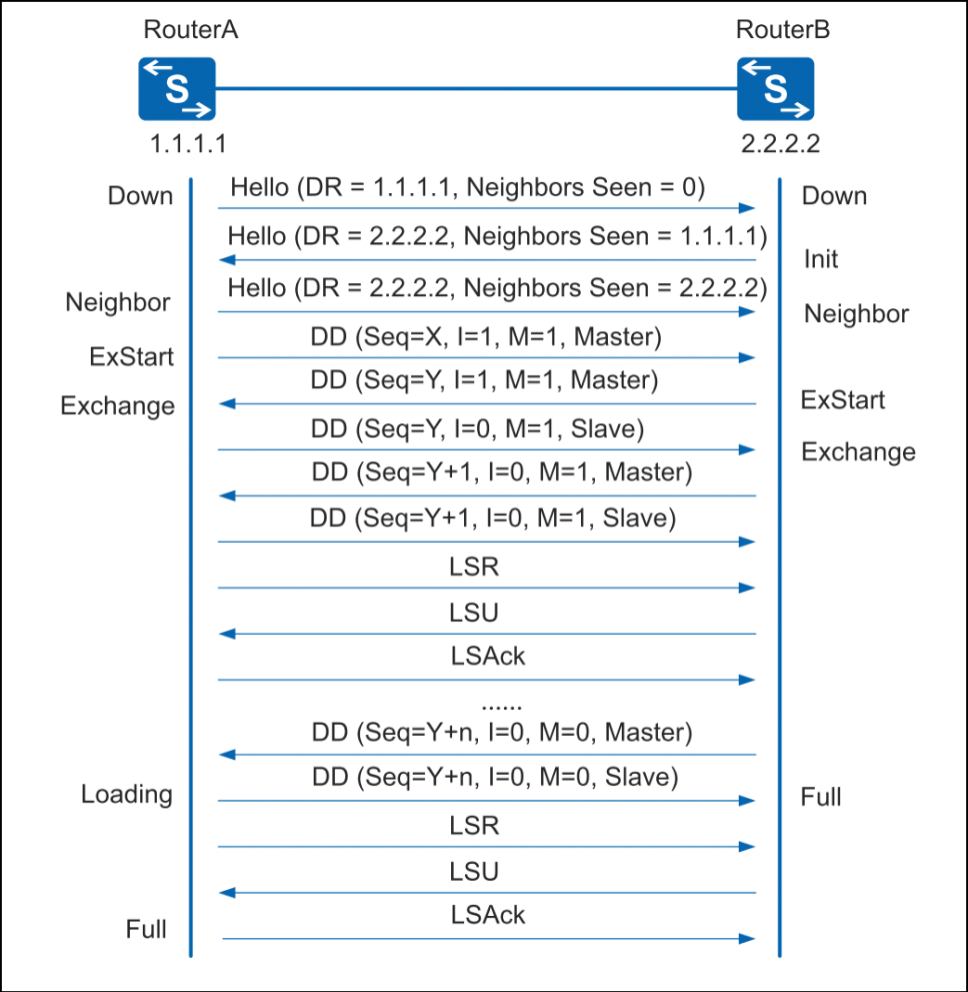 RouterA
RouterB
S
S
1.1.1.1
2.2.2.2
Down
Hello (DR = 1.1.1.1, Neighbors Seen = 0)
Down
Hello (DR = 2.2.2.2, Neighbors Seen = 1.1.1.1)
Init
Neighbor
Hello (DR = 2.2.2.2, Neighbors Seen = 2.2.2.2)
Neighbor
ExStart
DD (Seq=X, I=1, M=1, Master)
Exchange
DD (Seq=Y, I=1, M=1, Master)
ExStart
DD (Seq=Y, I=0, M=1, Slave)
Exchange
DD (Seq=Y+1, I=0, M=1, Master)
DD (Seq=Y+1, I=0, M=1, Slave)
LSR
LSU
LSAck
......
DD (Seq=Y+n, I=0, M=0, Master)
Loading
DD (Seq=Y+n, I=0, M=0, Slave)
Full
LSR
LSU
LSAck
Full